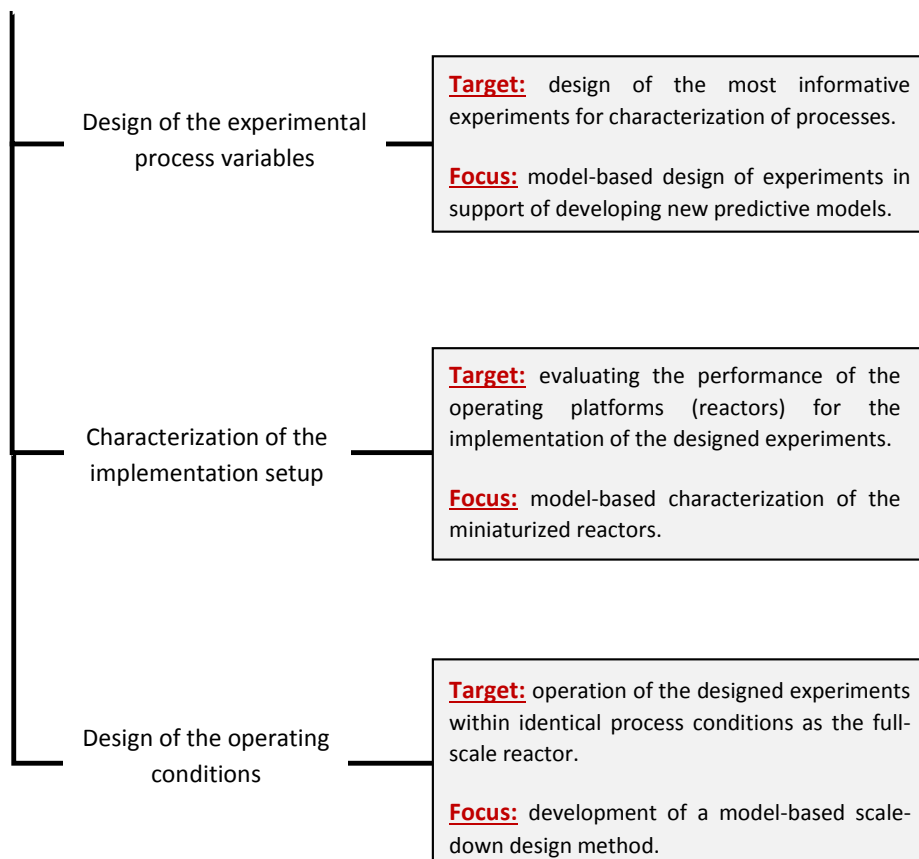 Design of the experimental
process variables
Target: design of the most informative
experiments for characterization of processes.
Focus: model-based design of experiments in
support of developing new predictive models.
Characterization of the
implementation setup
Target: evaluating the performance of the
operating platforms (reactors) for the
implementation of the designed experiments.
Focus: model-based characterization of the
miniaturized reactors.
Design of the operating
conditions
Target: operation of the designed experiments
within identical process conditions as the full-
scale reactor.
Focus: development of a model-based scale-
down design method.